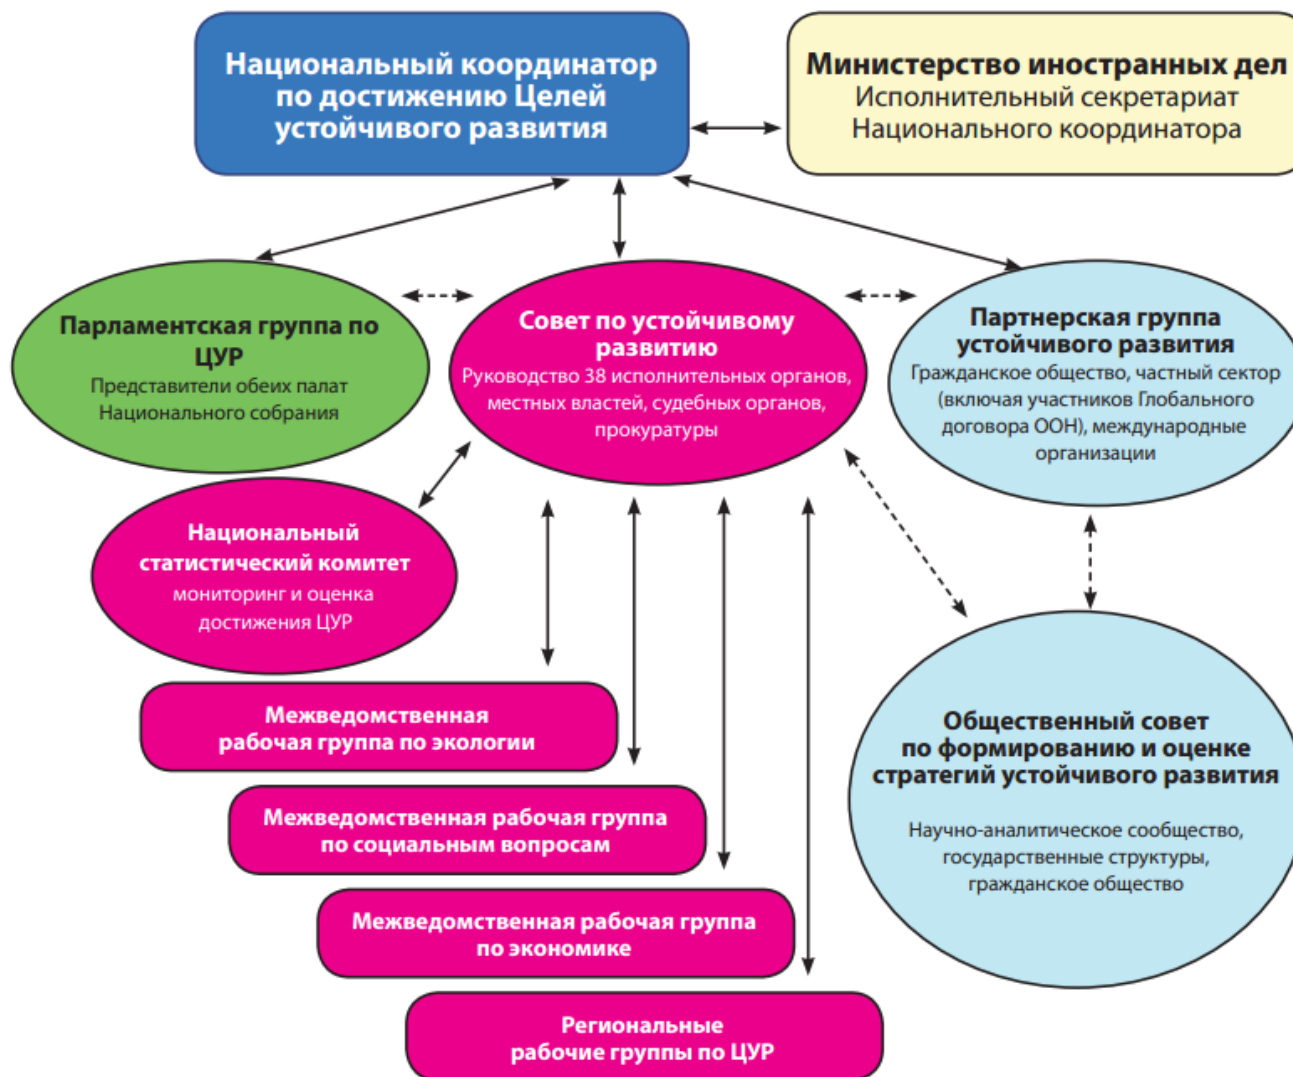 Национальный координатор
по достижению Целей
устойчивого развития
Министерство иностранных дел
Исполнительный секретариат
Национального координатора
Парламентская группа по
ЦУР
Представители обеих палат
Национального собрания
Совет по устойчивому
развитию
Руководство 38 исполнительных органов,
местных властей, судебных органов,
прокуратуры
Партнерская группа
устойчивого развития
Гражданское общество, частный сектор
(включая участников Глобального
договора ООН), международные
организации
Национальный
статистический комитет
мониторинг и оценка
достижения ЦУР
Межведомственная
рабочая группа по экологии
Межведомственная рабочая группа
по социальным вопросам
Межведомственная рабочая группа
по экономике
Региональные
рабочие группы по ЦУР
Общественный совет
по формированию и оценке
стратегий устойчивого развития
Научно-аналитическое сообщество,
государственные структуры,
гражданское общество